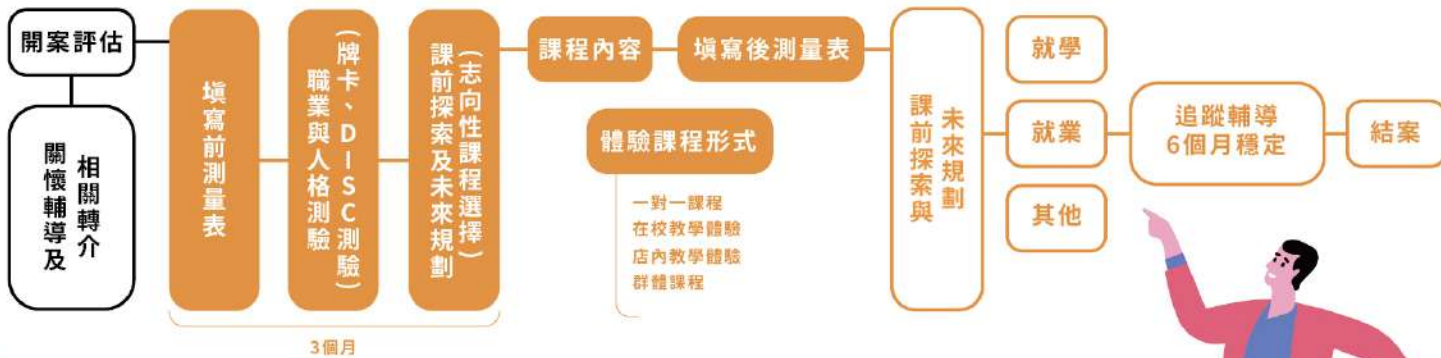 開案評估
關懷輔導及
相關轉介
填寫前測量表
職業與人格測驗
(牌卡、DISC測驗)
課前探索及未來規劃
(志向性課程選擇)
3個月
課程內容
填寫後測量表
體驗課程形式
一對一課程
在校教學體驗
店內教學體驗
群體課程
課前探索與
未來規劃
就學
就業
其他
追蹤輔導
6個月穩定
結案